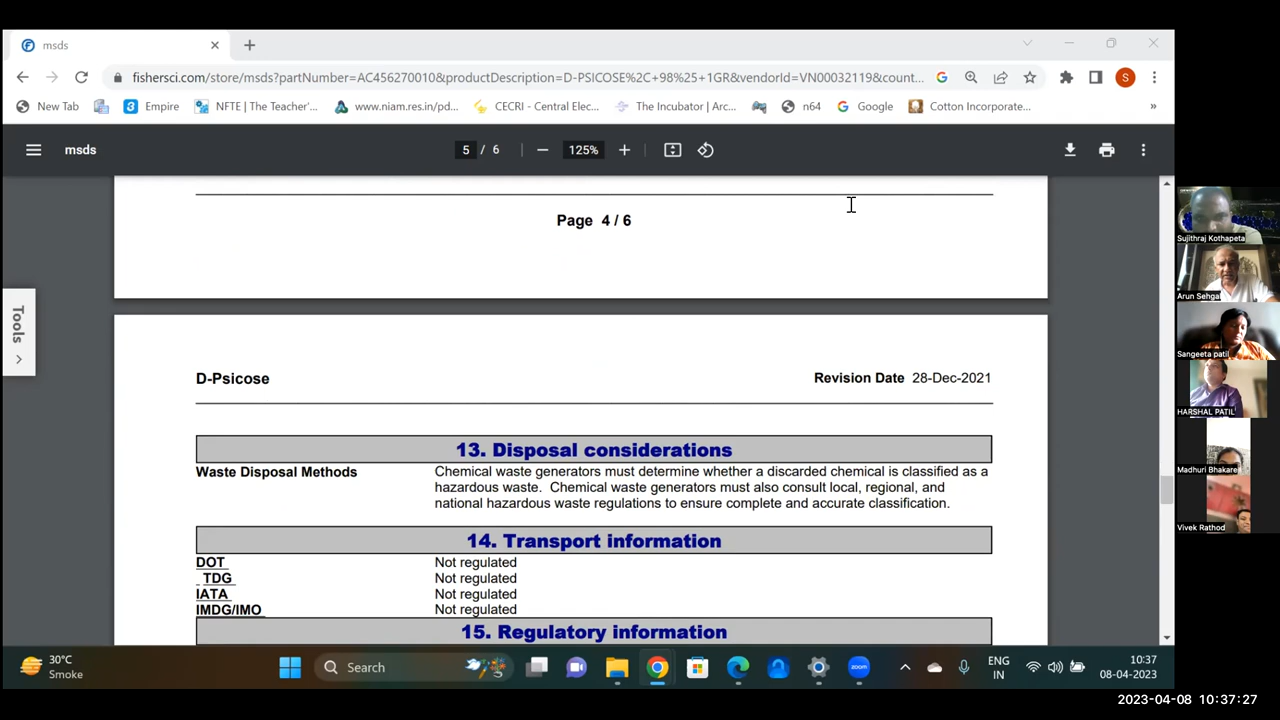 msds
fishersci.com/store/msds?partNumber=AC456270010&productDescription=D-PSICOSE%2C+98%25+1GR&vendorId=VN00032119&count...
S
New Tab
Empire
NFTE | The Teacher'...
www.niam.res.in/pd...
CECRI - Central Elec...
The Incubator | Arc...
p64
Google
Cotton Incorporate...
»
msds
5 / 6
125%
Page 4 / 6
Tools
D-Psicose
Revision Date 28-Dec-2021
13. Disposal considerations
Waste Disposal Methods
Chemical waste generators must determine whether a discarded chemical is classified as a
hazardous waste. Chemical waste generators must also consult local, regional, and
national hazardous waste regulations to ensure complete and accurate classification.
14. Transport information
DOT Not regulated
TDG Not regulated
IATA Not regulated
IMDG/IMO Not regulated
15. Regulatory information
Sujithraj Kothapeta
Arun Sehgal
Sangeeta patil
HARSHAL PATIL
Madhuri Bhakare
Vivek Rathod
30°C
Smoke
Search
zoom
ENG
IN
10:37
08-04-2023
2023-04-08 10:37:27